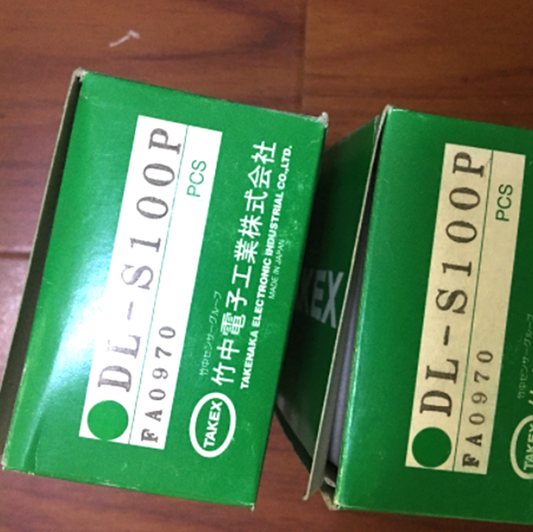 DL-S100P
PCS
FA0970
竹中センサーグループ
竹中電子工業株式会社
TAKENAKA ELECTRONIC INDUSTRIAL CO.,LTD.
MADE IN JAPAN
TAKEX
KEX
DL-S100P
PCS
FA0970
TAKEX